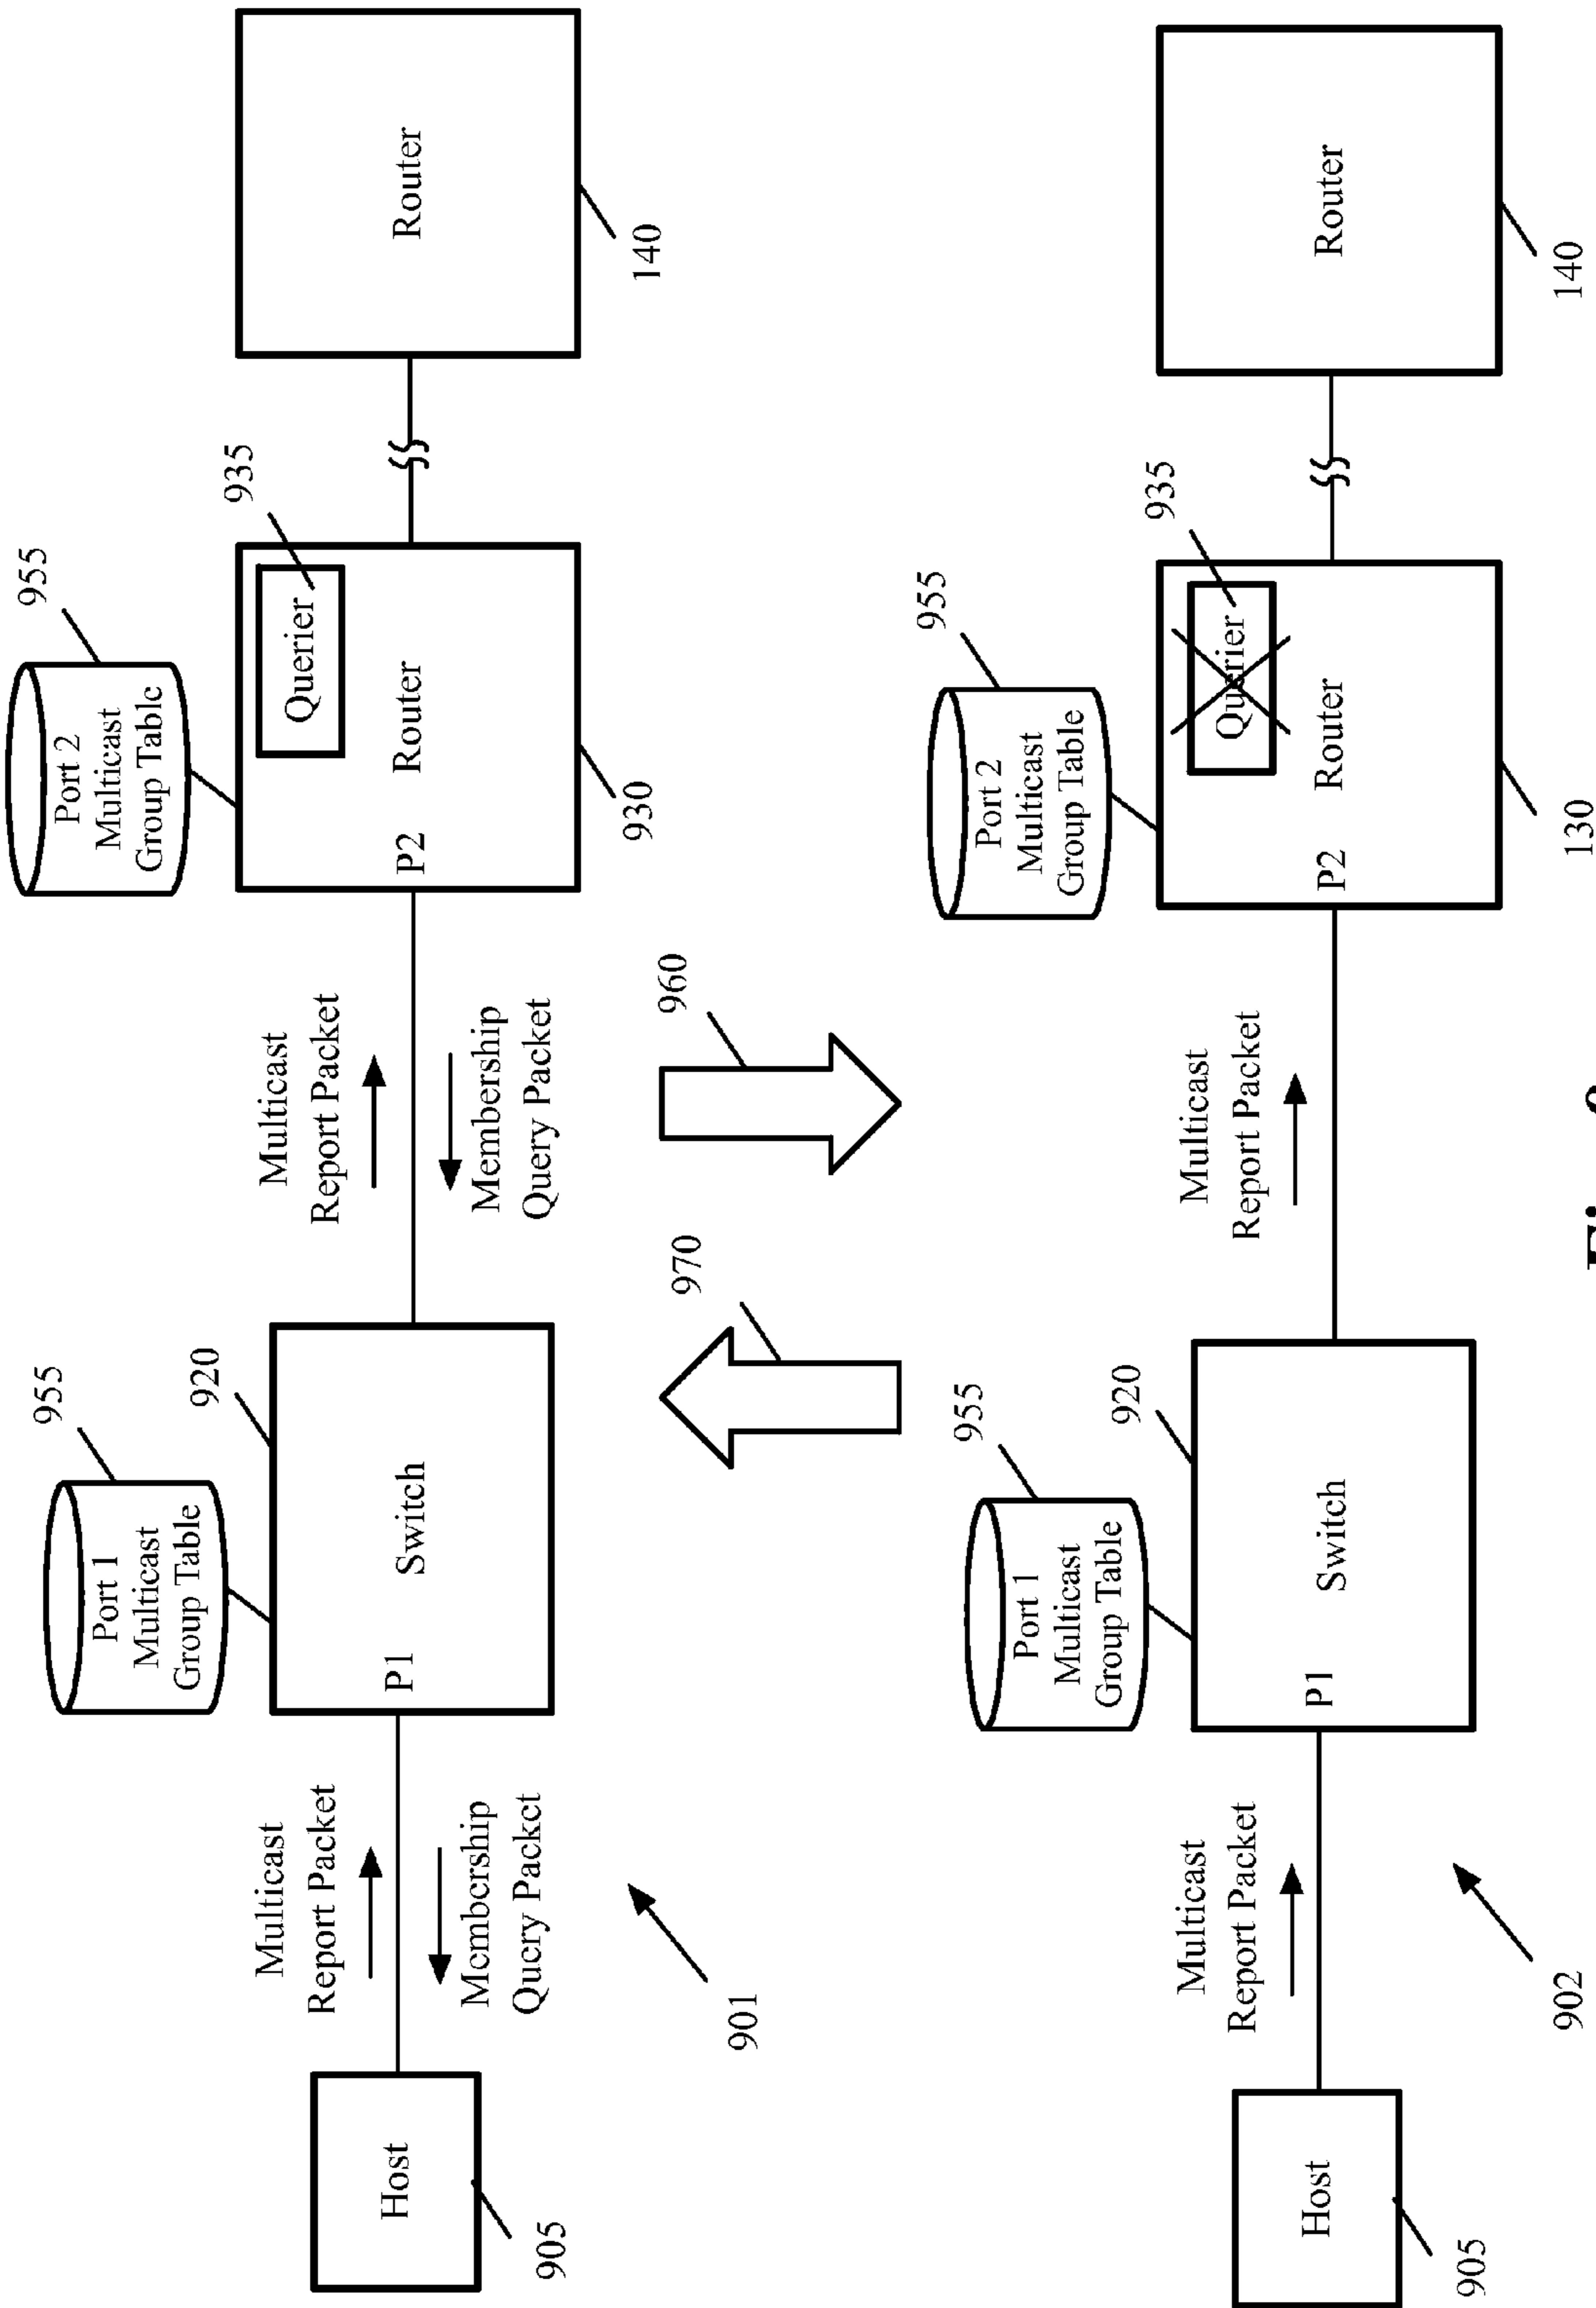 955
955
Port 1
Multicast
Group Table
Port 2
Multicast
Group Table
920
935
Multicast
Report Packet
Multicast
Report Packet
Querier
Host
P1
Switch
P2
Router
Router
Membership
Query Packet
Membership
Query Packet
905
930
140
901
970
960
955
955
Port 1
Multicast
Group Table
Port 2
Multicast
Group Table
920
935
Multicast
Report Packet
Multicast
Report Packet
Querier
Host
P1
Switch
P2
Router
Router
905
902
130
140